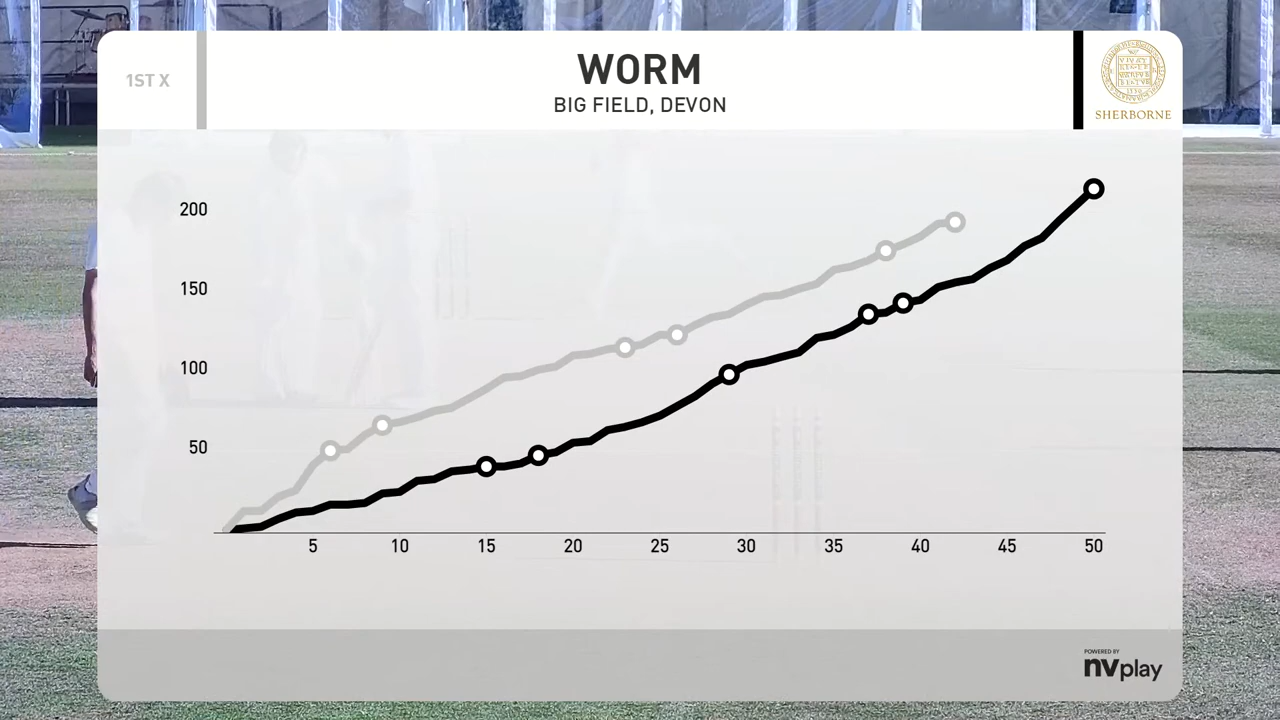 1ST X
WORM
BIG FIELD, DEVON
SHERBORNE
200
150
100
50
5 10 15 20 25 30 35 40 45 50
POWERED BY
nvplay